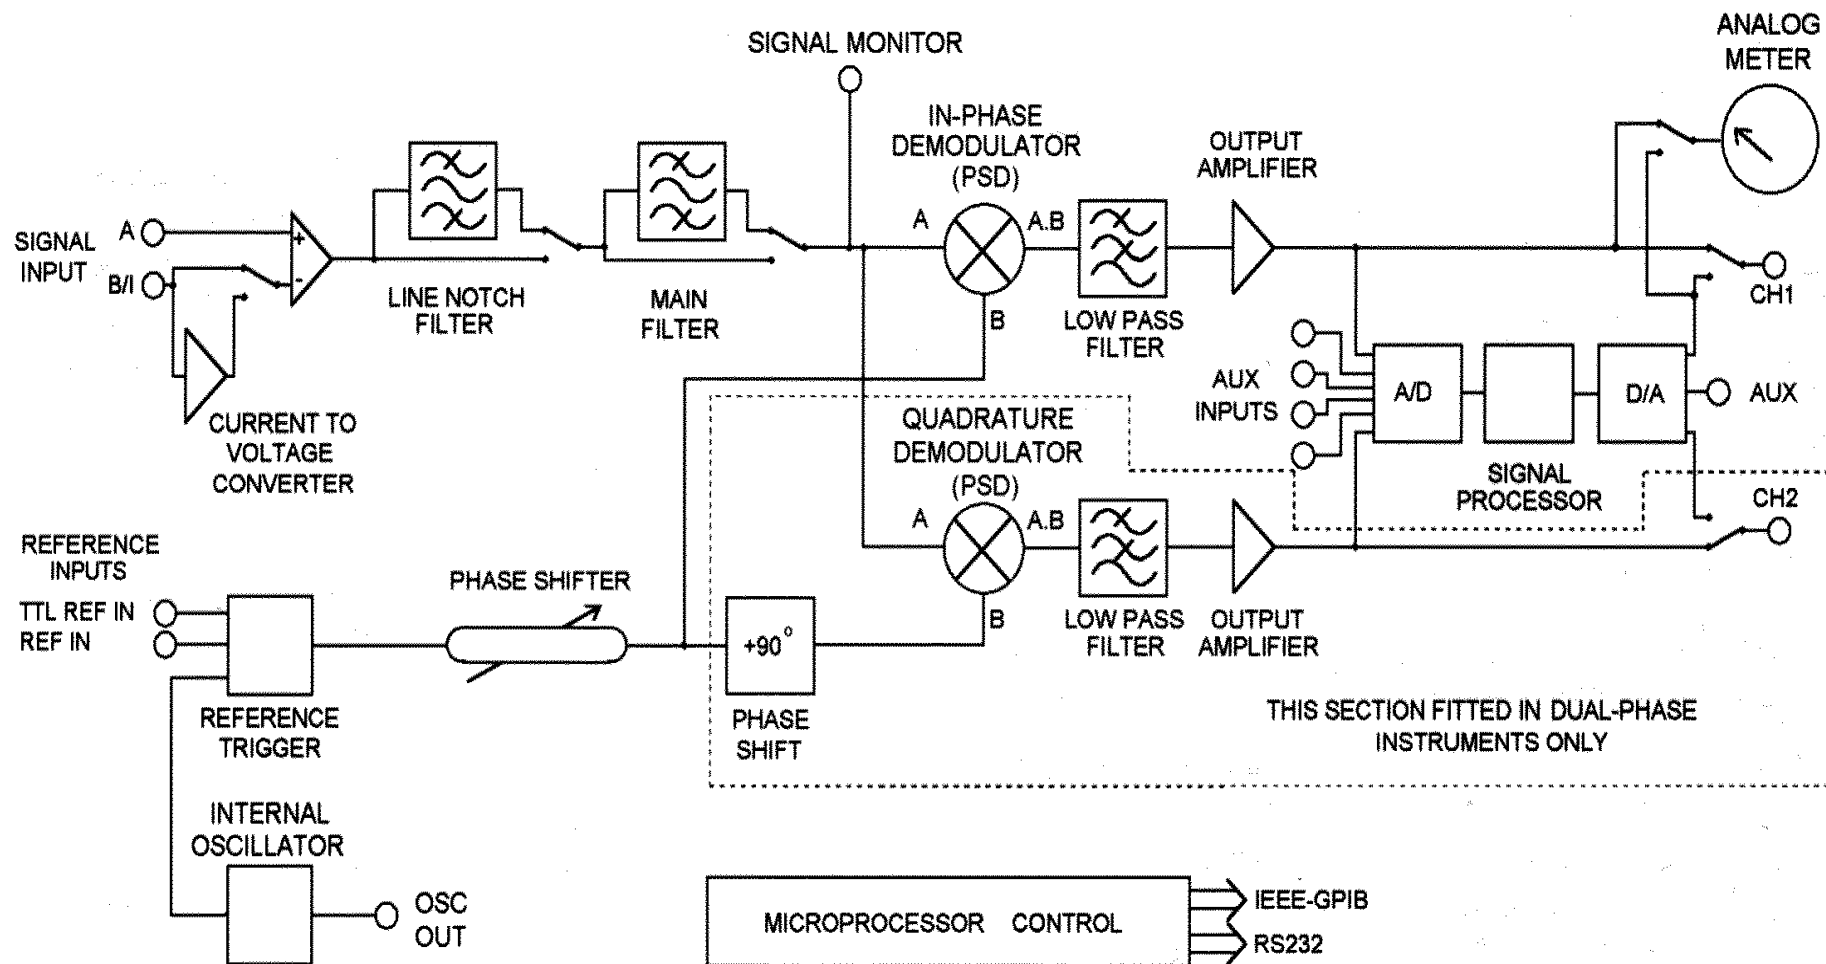 SIGNAL MONITOR
ANALOG
METER
IN-PHASE
DEMODULATOR
(PSD)
OUTPUT
AMPLIFIER
SIGNAL
INPUT
A
B/I
+
-
LINE NOTCH
FILTER
MAIN
FILTER
A
A.B
B
LOW PASS
FILTER
CH1
CURRENT TO
VOLTAGE
CONVERTER
AUX
INPUTS
A/D
D/A
AUX
SIGNAL
PROCESSOR
QUADRATURE
DEMODULATOR
(PSD)
A
A.B
B
CH2
REFERENCE
INPUTS
TTL REF IN
REF IN
PHASE SHIFTER
+90°
LOW PASS
FILTER
OUTPUT
AMPLIFIER
REFERENCE
TRIGGER
PHASE
SHIFT
THIS SECTION FITTED IN DUAL-PHASE
INSTRUMENTS ONLY
INTERNAL
OSCILLATOR
OSC
OUT
MICROPROCESSOR CONTROL
IEEE-GPIB
RS232